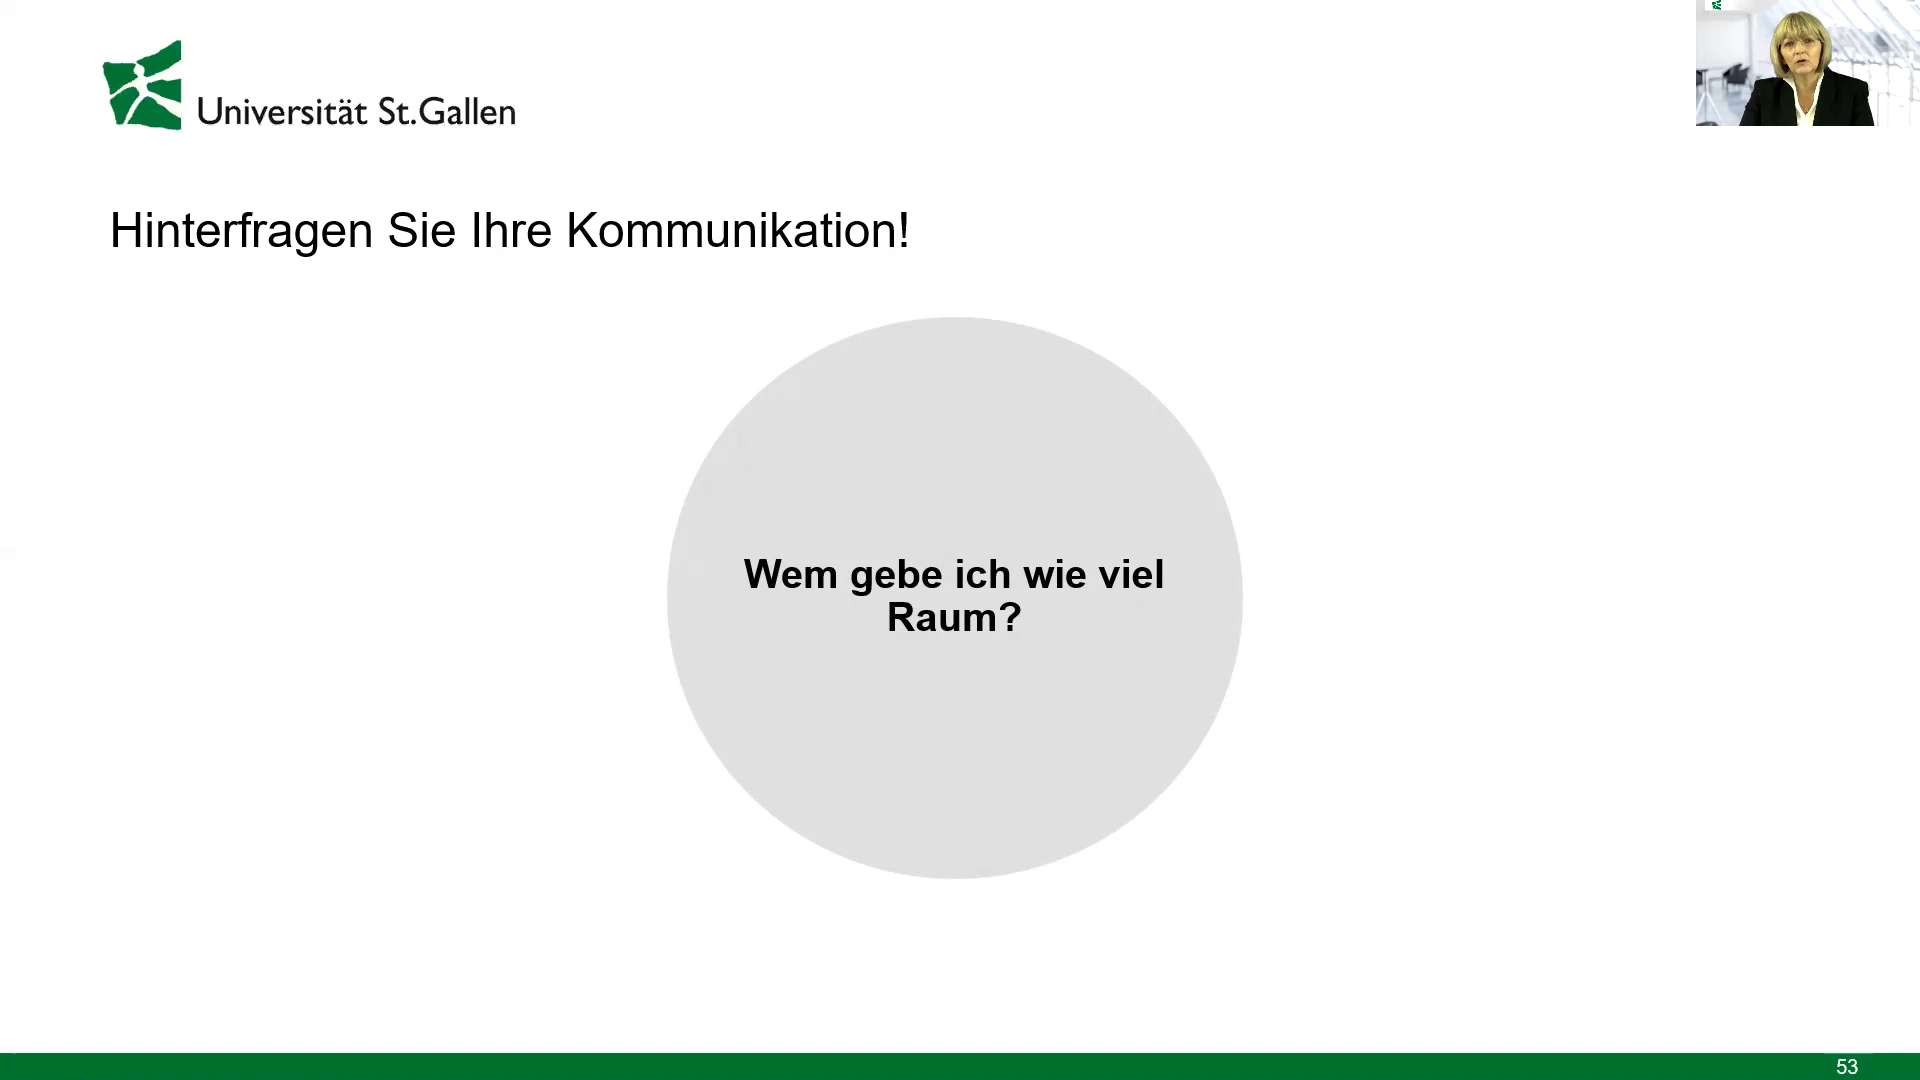 Universität St.Gallen
Hinterfragen Sie Ihre Kommunikation!
Wem gebe ich wie viel
Raum?
53